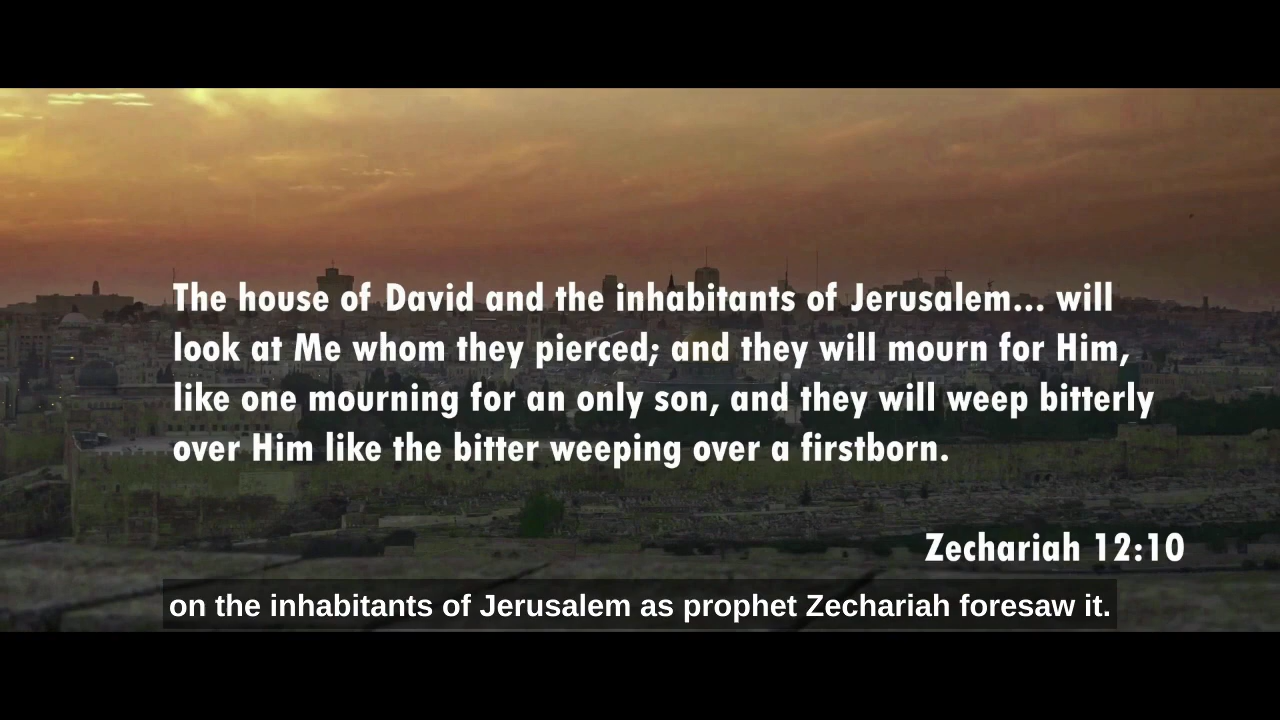 The house of David and the inhabitants of Jerusalem... will
look at Me whom they pierced; and they will mourn for Him,
like one mourning for an only son, and they will weep bitterly
over Him like the bitter weeping over a firstborn.
Zechariah 12:10
on the inhabitants of Jerusalem as prophet Zechariah foresaw it.